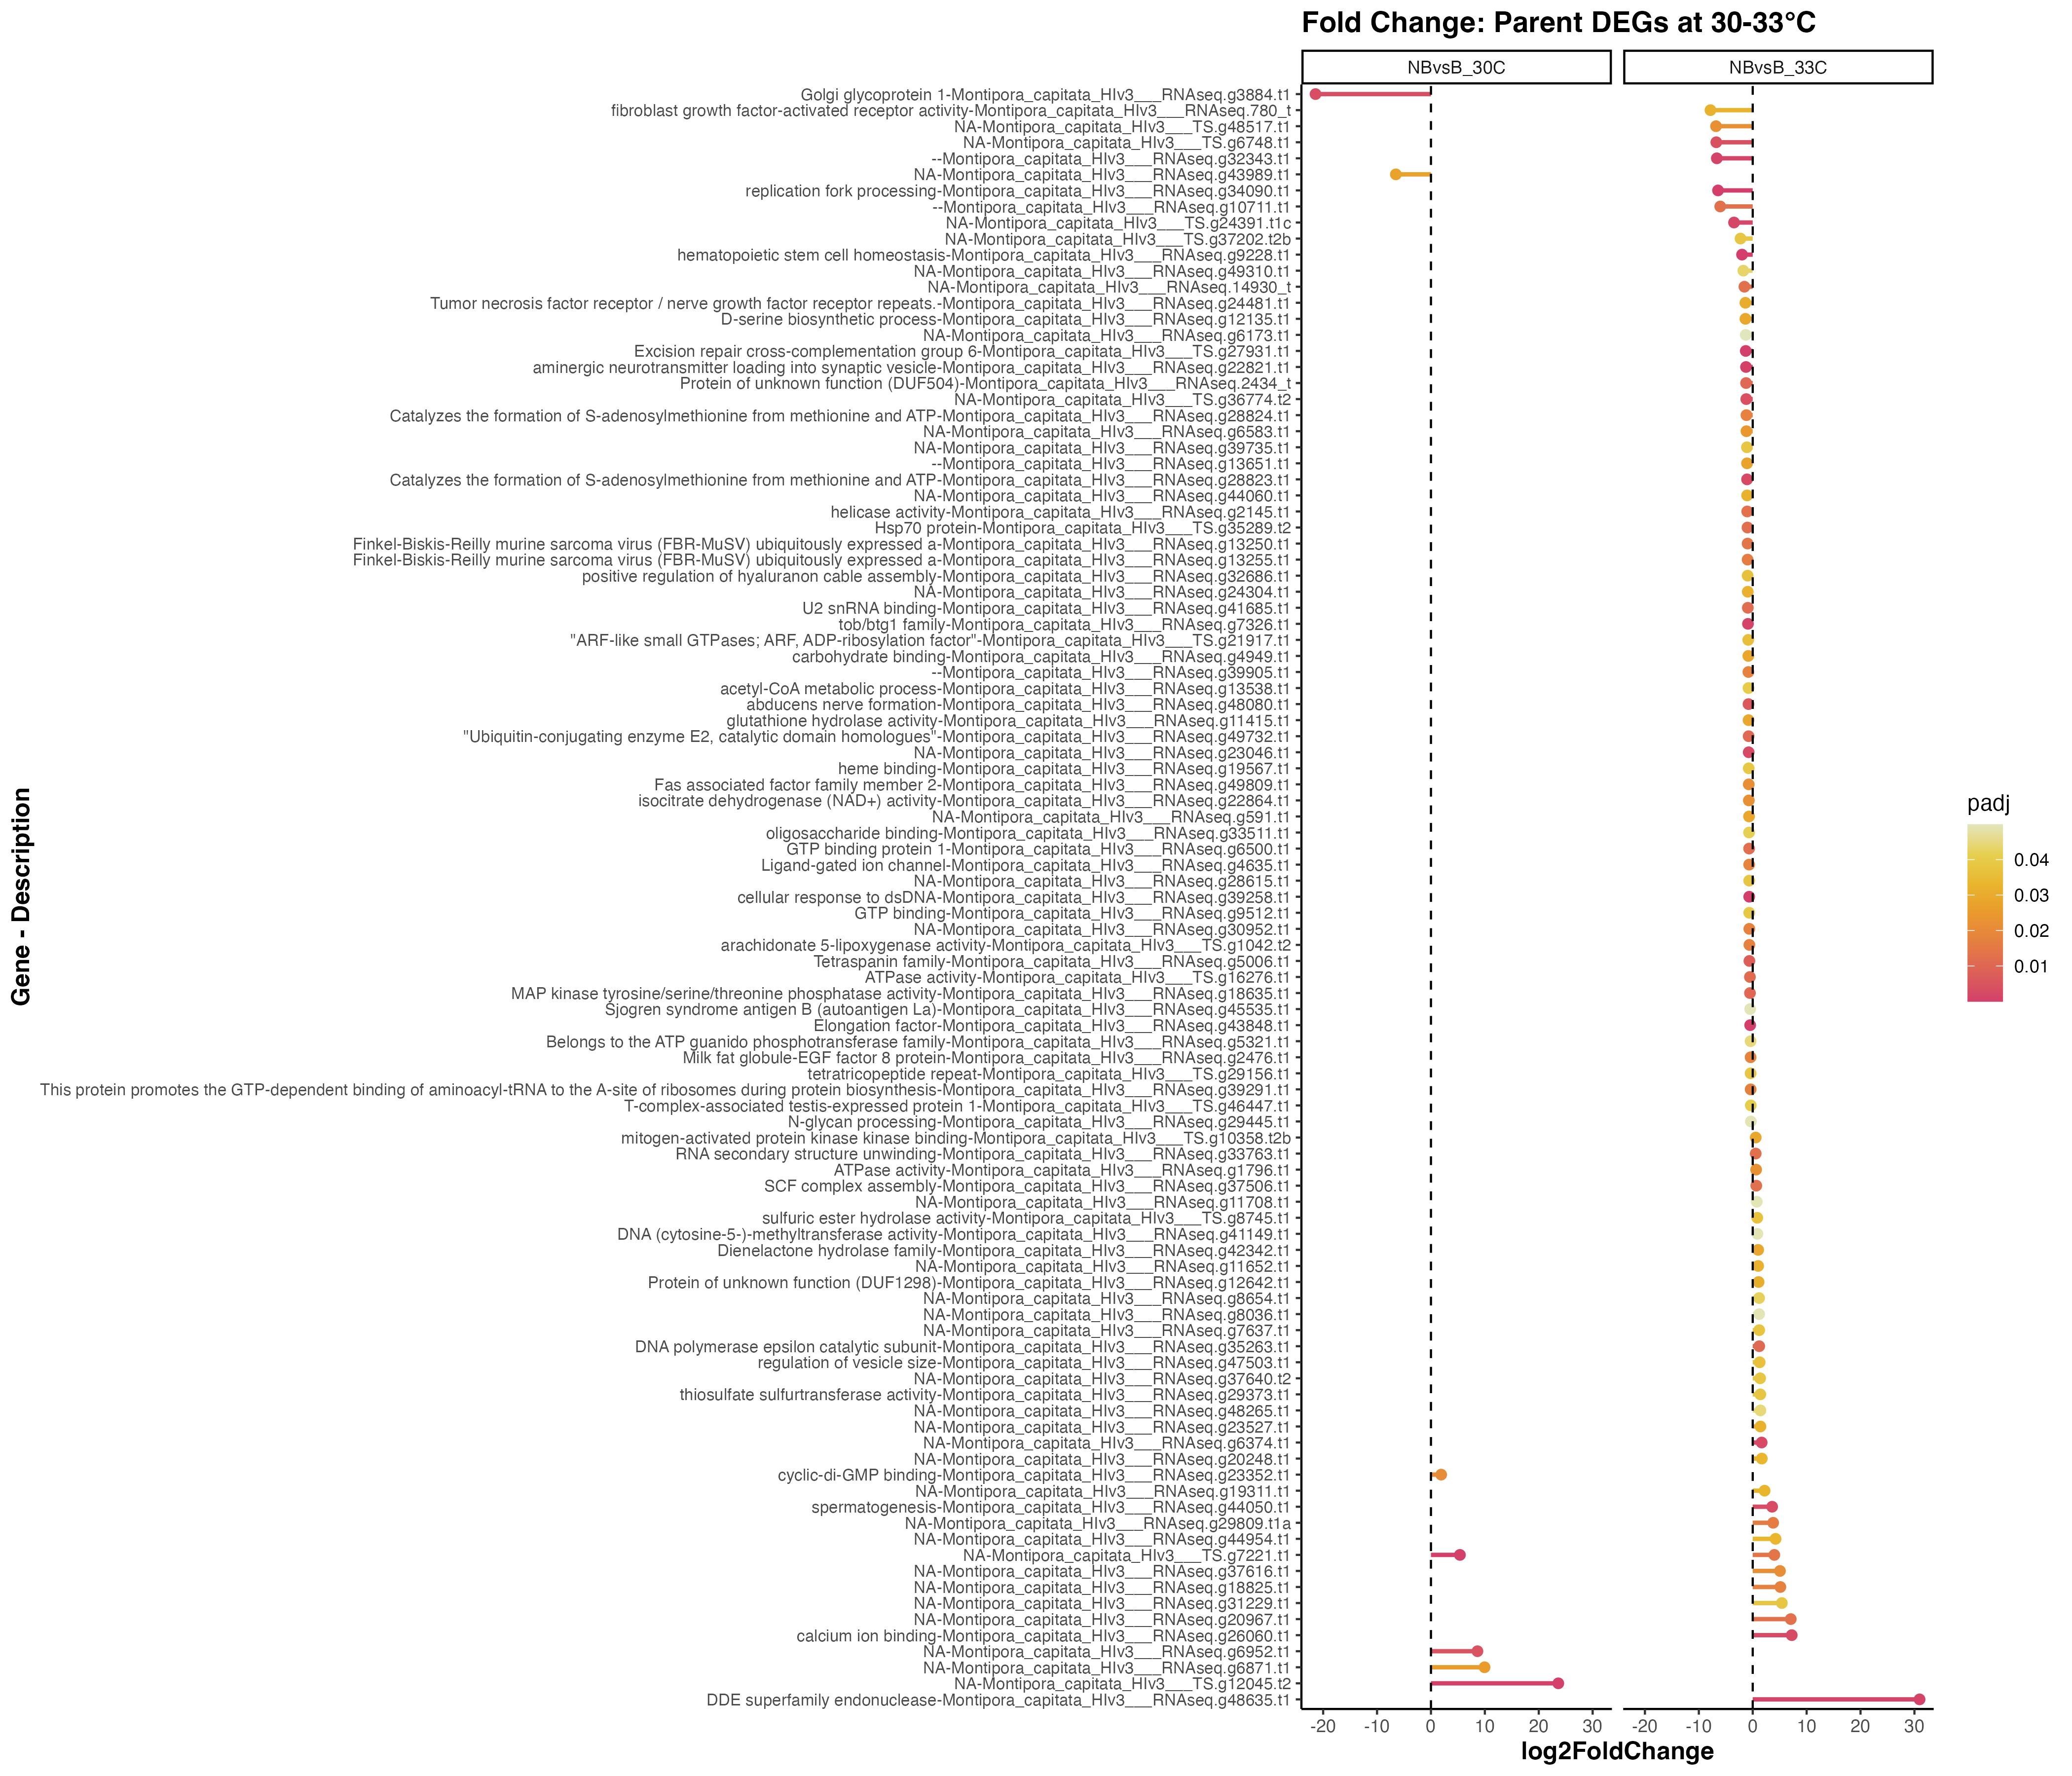 Fold Change: Parent DEGs at 30-33°C
NBvsB_30C
NBvsB_33C
Golgi glycoprotein 1-Montipora_capitata_HIv3___RNAseq.g3884.t1
fibroblast growth factor-activated receptor activity-Montipora_capitata_HIv3___RNAseq.780_t
NA-Montipora_capitata_HIv3___TS.g48517.t1
NA-Montipora_capitata_HIv3___TS.g6748.t1
--Montipora_capitata_HIv3___RNAseq.g32343.t1
NA-Montipora_capitata_HIv3___RNAseq.g43989.t1
replication fork processing-Montipora_capitata_HIv3___RNAseq.g34090.t1
--Montipora_capitata_HIv3___RNAseq.g10711.t1
NA-Montipora_capitata_HIv3___TS.g24391.t1c
NA-Montipora_capitata_HIv3___TS.g37202.t2b
hematopoietic stem cell homeostasis-Montipora_capitata_HIv3___RNAseq.g9228.t1
NA-Montipora_capitata_HIv3___RNAseq.g49310.t1
NA-Montipora_capitata_HIv3___RNAseq.14930_t
Tumor necrosis factor receptor / nerve growth factor receptor repeats.-Montipora_capitata_HIv3___RNAseq.g24481.t1
D-serine biosynthetic process-Montipora_capitata_HIv3___RNAseq.g12135.t1
NA-Montipora_capitata_HIv3___RNAseq.g6173.t1
Excision repair cross-complementation group 6-Montipora_capitata_HIv3___TS.g27931.t1
aminergic neurotransmitter loading into synaptic vesicle-Montipora_capitata_HIv3___RNAseq.g22821.t1
Protein of unknown function (DUF504)-Montipora_capitata_HIv3___RNAseq.2434_t
NA-Montipora_capitata_HIv3___TS.g36774.t2
Catalyzes the formation of S-adenosylmethionine from methionine and ATP-Montipora_capitata_HIv3___RNAseq.g28824.t1
NA-Montipora_capitata_HIv3___RNAseq.g6583.t1
NA-Montipora_capitata_HIv3___RNAseq.g39735.t1
--Montipora_capitata_HIv3___RNAseq.g13651.t1
Catalyzes the formation of S-adenosylmethionine from methionine and ATP-Montipora_capitata_HIv3___RNAseq.g28823.t1
NA-Montipora_capitata_HIv3___RNAseq.g44060.t1
helicase activity-Montipora_capitata_HIv3___RNAseq.g2145.t1
Hsp70 protein-Montipora_capitata_HIv3___TS.g35289.t2
Finkel-Biskis-Reilly murine sarcoma virus (FBR-MuSV) ubiquitously expressed a-Montipora_capitata_HIv3___RNAseq.g13250.t1
Finkel-Biskis-Reilly murine sarcoma virus (FBR-MuSV) ubiquitously expressed a-Montipora_capitata_HIv3___RNAseq.g13255.t1
positive regulation of hyaluranon cable assembly-Montipora_capitata_HIv3___RNAseq.g32686.t1
NA-Montipora_capitata_HIv3___RNAseq.g24304.t1
U2 snRNA binding-Montipora_capitata_HIv3___RNAseq.g41685.t1
tob/btg1 family-Montipora_capitata_HIv3___RNAseq.g7326.t1
"ARF-like small GTPases; ARF, ADP-ribosylation factor"-Montipora_capitata_HIv3___TS.g21917.t1
carbohydrate binding-Montipora_capitata_HIv3___RNAseq.g4949.t1
--Montipora_capitata_HIv3___RNAseq.g39905.t1
acetyl-CoA metabolic process-Montipora_capitata_HIv3___RNAseq.g13538.t1
abducens nerve formation-Montipora_capitata_HIv3___RNAseq.g48080.t1
glutathione hydrolase activity-Montipora_capitata_HIv3___RNAseq.g11415.t1
"Ubiquitin-conjugating enzyme E2, catalytic domain homologues"-Montipora_capitata_HIv3___RNAseq.g49732.t1
NA-Montipora_capitata_HIv3___RNAseq.g23046.t1
heme binding-Montipora_capitata_HIv3___RNAseq.g19567.t1
Fas associated factor family member 2-Montipora_capitata_HIv3___RNAseq.g49809.t1
isocitrate dehydrogenase (NAD+) activity-Montipora_capitata_HIv3___RNAseq.g22864.t1
NA-Montipora_capitata_HIv3___RNAseq.g591.t1
oligosaccharide binding-Montipora_capitata_HIv3___RNAseq.g33511.t1
GTP binding protein 1-Montipora_capitata_HIv3___RNAseq.g6500.t1
Ligand-gated ion channel-Montipora_capitata_HIv3___RNAseq.g4635.t1
NA-Montipora_capitata_HIv3___RNAseq.g28615.t1
cellular response to dsDNA-Montipora_capitata_HIv3___RNAseq.g39258.t1
GTP binding-Montipora_capitata_HIv3___RNAseq.g9512.t1
NA-Montipora_capitata_HIv3___RNAseq.g30952.t1
arachidonate 5-lipoxygenase activity-Montipora_capitata_HIv3___TS.g1042.t2
Tetraspanin family-Montipora_capitata_HIv3___RNAseq.g5006.t1
ATPase activity-Montipora_capitata_HIv3___TS.g16276.t1
MAP kinase tyrosine/serine/threonine phosphatase activity-Montipora_capitata_HIv3___RNAseq.g18635.t1
Sjogren syndrome antigen B (autoantigen La)-Montipora_capitata_HIv3___RNAseq.g45535.t1
Elongation factor-Montipora_capitata_HIv3___RNAseq.g43848.t1
Belongs to the ATP guanido phosphotransferase family-Montipora_capitata_HIv3___RNAseq.g5321.t1
Milk fat globule-EGF factor 8 protein-Montipora_capitata_HIv3___RNAseq.g2476.t1
tetratricopeptide repeat-Montipora_capitata_HIv3___TS.g29156.t1
This protein promotes the GTP-dependent binding of aminoacyl-tRNA to the A-site of ribosomes during protein biosynthesis-Montipora_capitata_HIv3___RNAseq.g39291.t1
T-complex-associated testis-expressed protein 1-Montipora_capitata_HIv3___TS.g46447.t1
N-glycan processing-Montipora_capitata_HIv3___RNAseq.g29445.t1
mitogen-activated protein kinase kinase binding-Montipora_capitata_HIv3___TS.g10358.t2b
RNA secondary structure unwinding-Montipora_capitata_HIv3___RNAseq.g33763.t1
ATPase activity-Montipora_capitata_HIv3___RNAseq.g1796.t1
SCF complex assembly-Montipora_capitata_HIv3___RNAseq.g37506.t1
NA-Montipora_capitata_HIv3___RNAseq.g11708.t1
sulfuric ester hydrolase activity-Montipora_capitata_HIv3___TS.g8745.t1
DNA (cytosine-5-)-methyltransferase activity-Montipora_capitata_HIv3___RNAseq.g41149.t1
Dienelactone hydrolase family-Montipora_capitata_HIv3___RNAseq.g42342.t1
NA-Montipora_capitata_HIv3___RNAseq.g11652.t1
Protein of unknown function (DUF1298)-Montipora_capitata_HIv3___RNAseq.g12642.t1
NA-Montipora_capitata_HIv3___RNAseq.g8654.t1
NA-Montipora_capitata_HIv3___RNAseq.g8036.t1
NA-Montipora_capitata_HIv3___RNAseq.g7637.t1
DNA polymerase epsilon catalytic subunit-Montipora_capitata_HIv3___RNAseq.g35263.t1
regulation of vesicle size-Montipora_capitata_HIv3___RNAseq.g47503.t1
NA-Montipora_capitata_HIv3___RNAseq.g37640.t2
thiosulfate sulfurtransferase activity-Montipora_capitata_HIv3___RNAseq.g29373.t1
NA-Montipora_capitata_HIv3___RNAseq.g48265.t1
NA-Montipora_capitata_HIv3___RNAseq.g23527.t1
NA-Montipora_capitata_HIv3___RNAseq.g6374.t1
NA-Montipora_capitata_HIv3___RNAseq.g20248.t1
cyclic-di-GMP binding-Montipora_capitata_HIv3___RNAseq.g23352.t1
NA-Montipora_capitata_HIv3___RNAseq.g19311.t1
spermatogenesis-Montipora_capitata_HIv3___RNAseq.g44050.t1
NA-Montipora_capitata_HIv3___RNAseq.g29809.t1a
NA-Montipora_capitata_HIv3___RNAseq.g44954.t1
NA-Montipora_capitata_HIv3___TS.g7221.t1
NA-Montipora_capitata_HIv3___RNAseq.g37616.t1
NA-Montipora_capitata_HIv3___RNAseq.g18825.t1
NA-Montipora_capitata_HIv3___RNAseq.g31229.t1
NA-Montipora_capitata_HIv3___RNAseq.g20967.t1
calcium ion binding-Montipora_capitata_HIv3___RNAseq.g26060.t1
NA-Montipora_capitata_HIv3___RNAseq.g6952.t1
NA-Montipora_capitata_HIv3___RNAseq.g6871.t1
NA-Montipora_capitata_HIv3___TS.g12045.t2
DDE superfamily endonuclease-Montipora_capitata_HIv3___RNAseq.g48635.t1
-20 -10 0 10 20 30
-20 -10 0 10 20 30
log2FoldChange
Gene - Description
padj
0.04
0.03
0.02
0.01